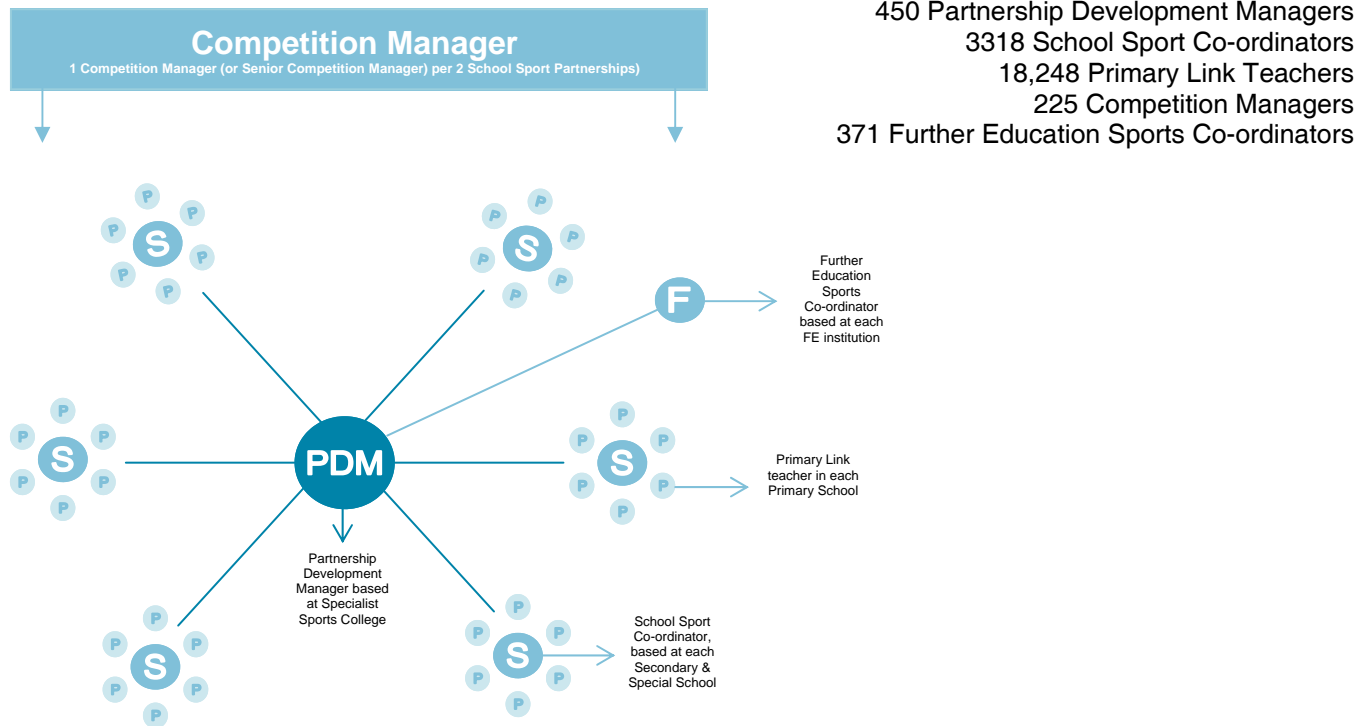 Competition Manager
1 Competition Manager (or Senior Competition Manager) per 2 School Sport Partnerships)
450 Partnership Development Managers
3318 School Sport Co-ordinators
18,248 Primary Link Teachers
225 Competition Managers
371 Further Education Sports Co-ordinators
P
P
P
S
P
P
P
P
P
P
S
P
P
P
F
Further
Education
Sports
Co-ordinator
based at each
FE institution
P
P
P
S
P
P
P
PDM
P
P
P
S
P
P
P
Primary Link
teacher in each
Primary School
Partnership
Development
Manager based
at Specialist
Sports College
P
P
P
S
P
P
P
P
P
P
S
P
P
P
School Sport
Co-ordinator,
based at each
Secondary &
Special School